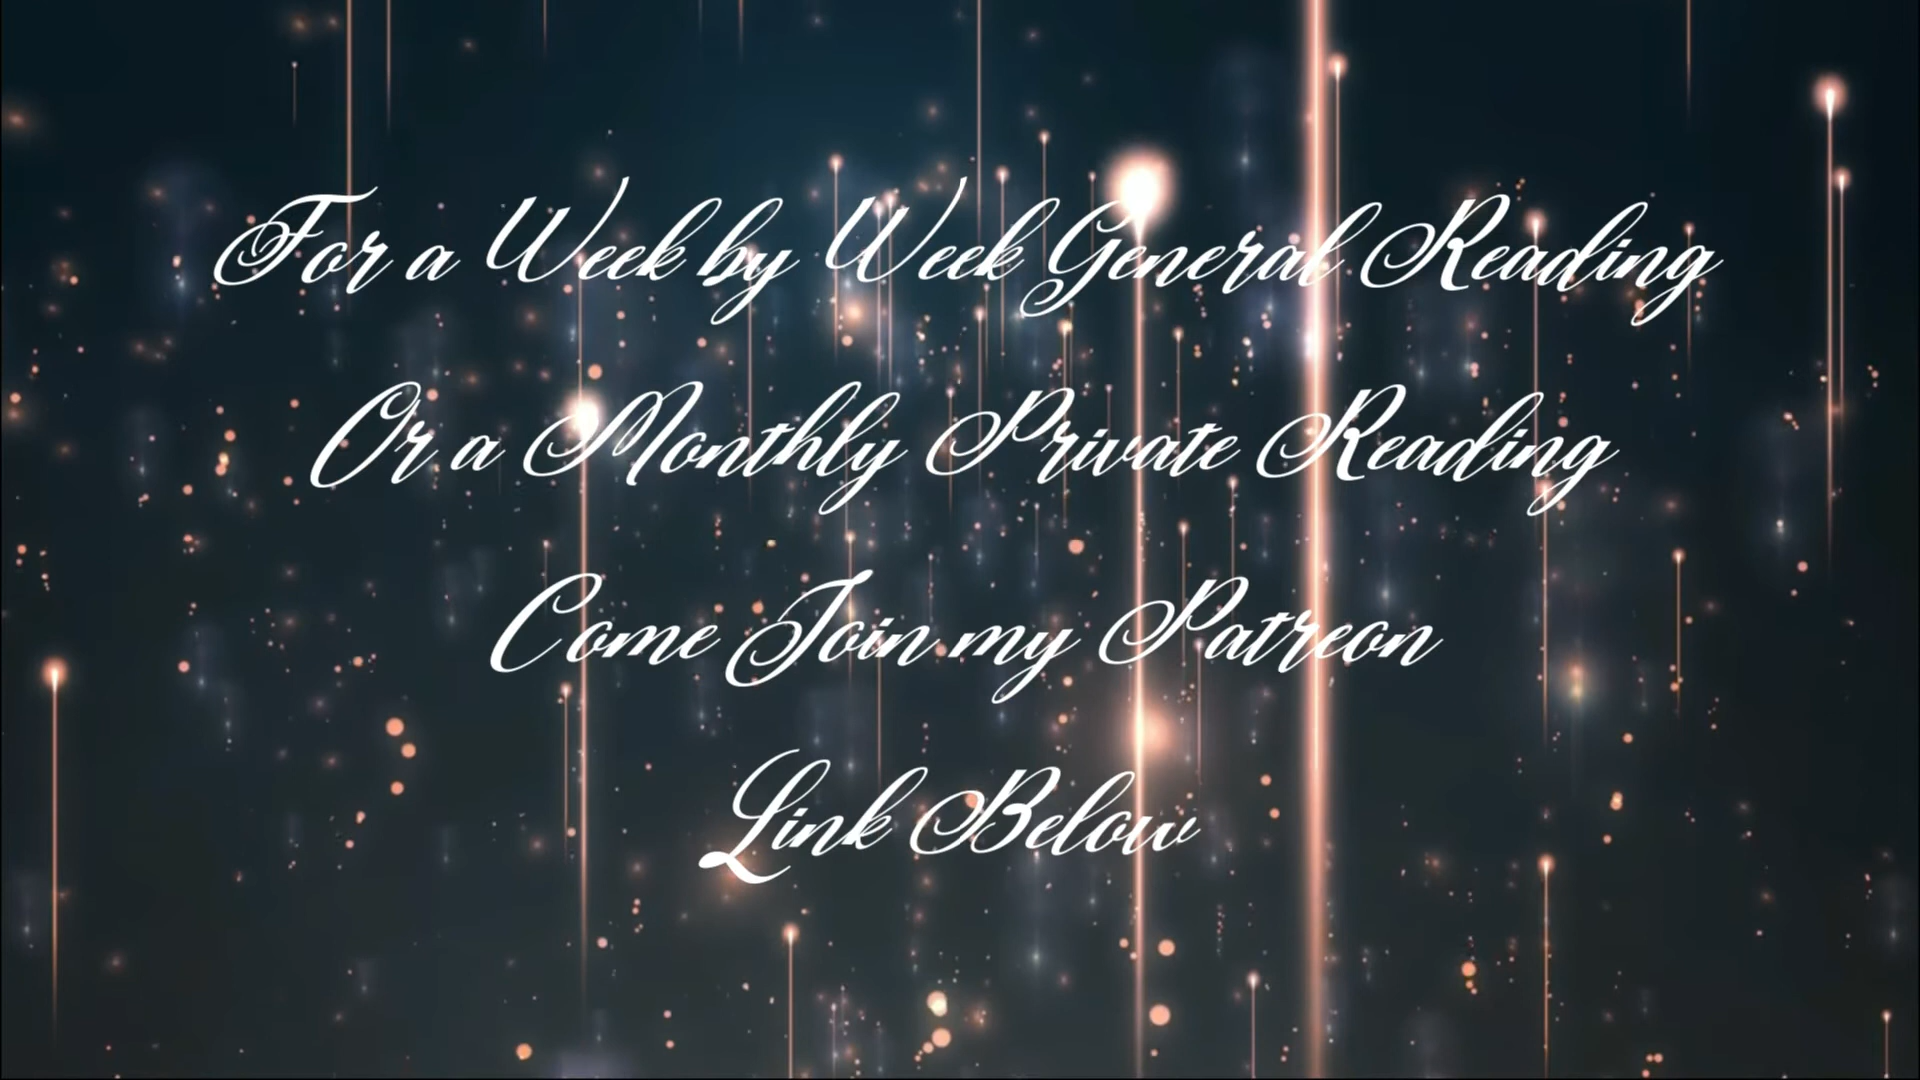 For a Week by Week General Reading
Or a Monthly Private Reading
Come Join my Patreon
Link Below